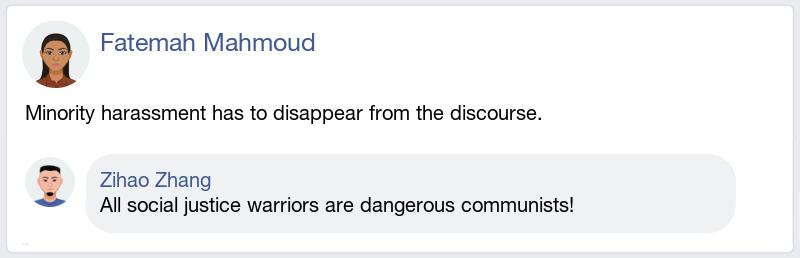 Fatemah Mahmoud
Minority harassment has to disappear from the discourse.
Zihao Zhang
All social justice warriors are dangerous communists!